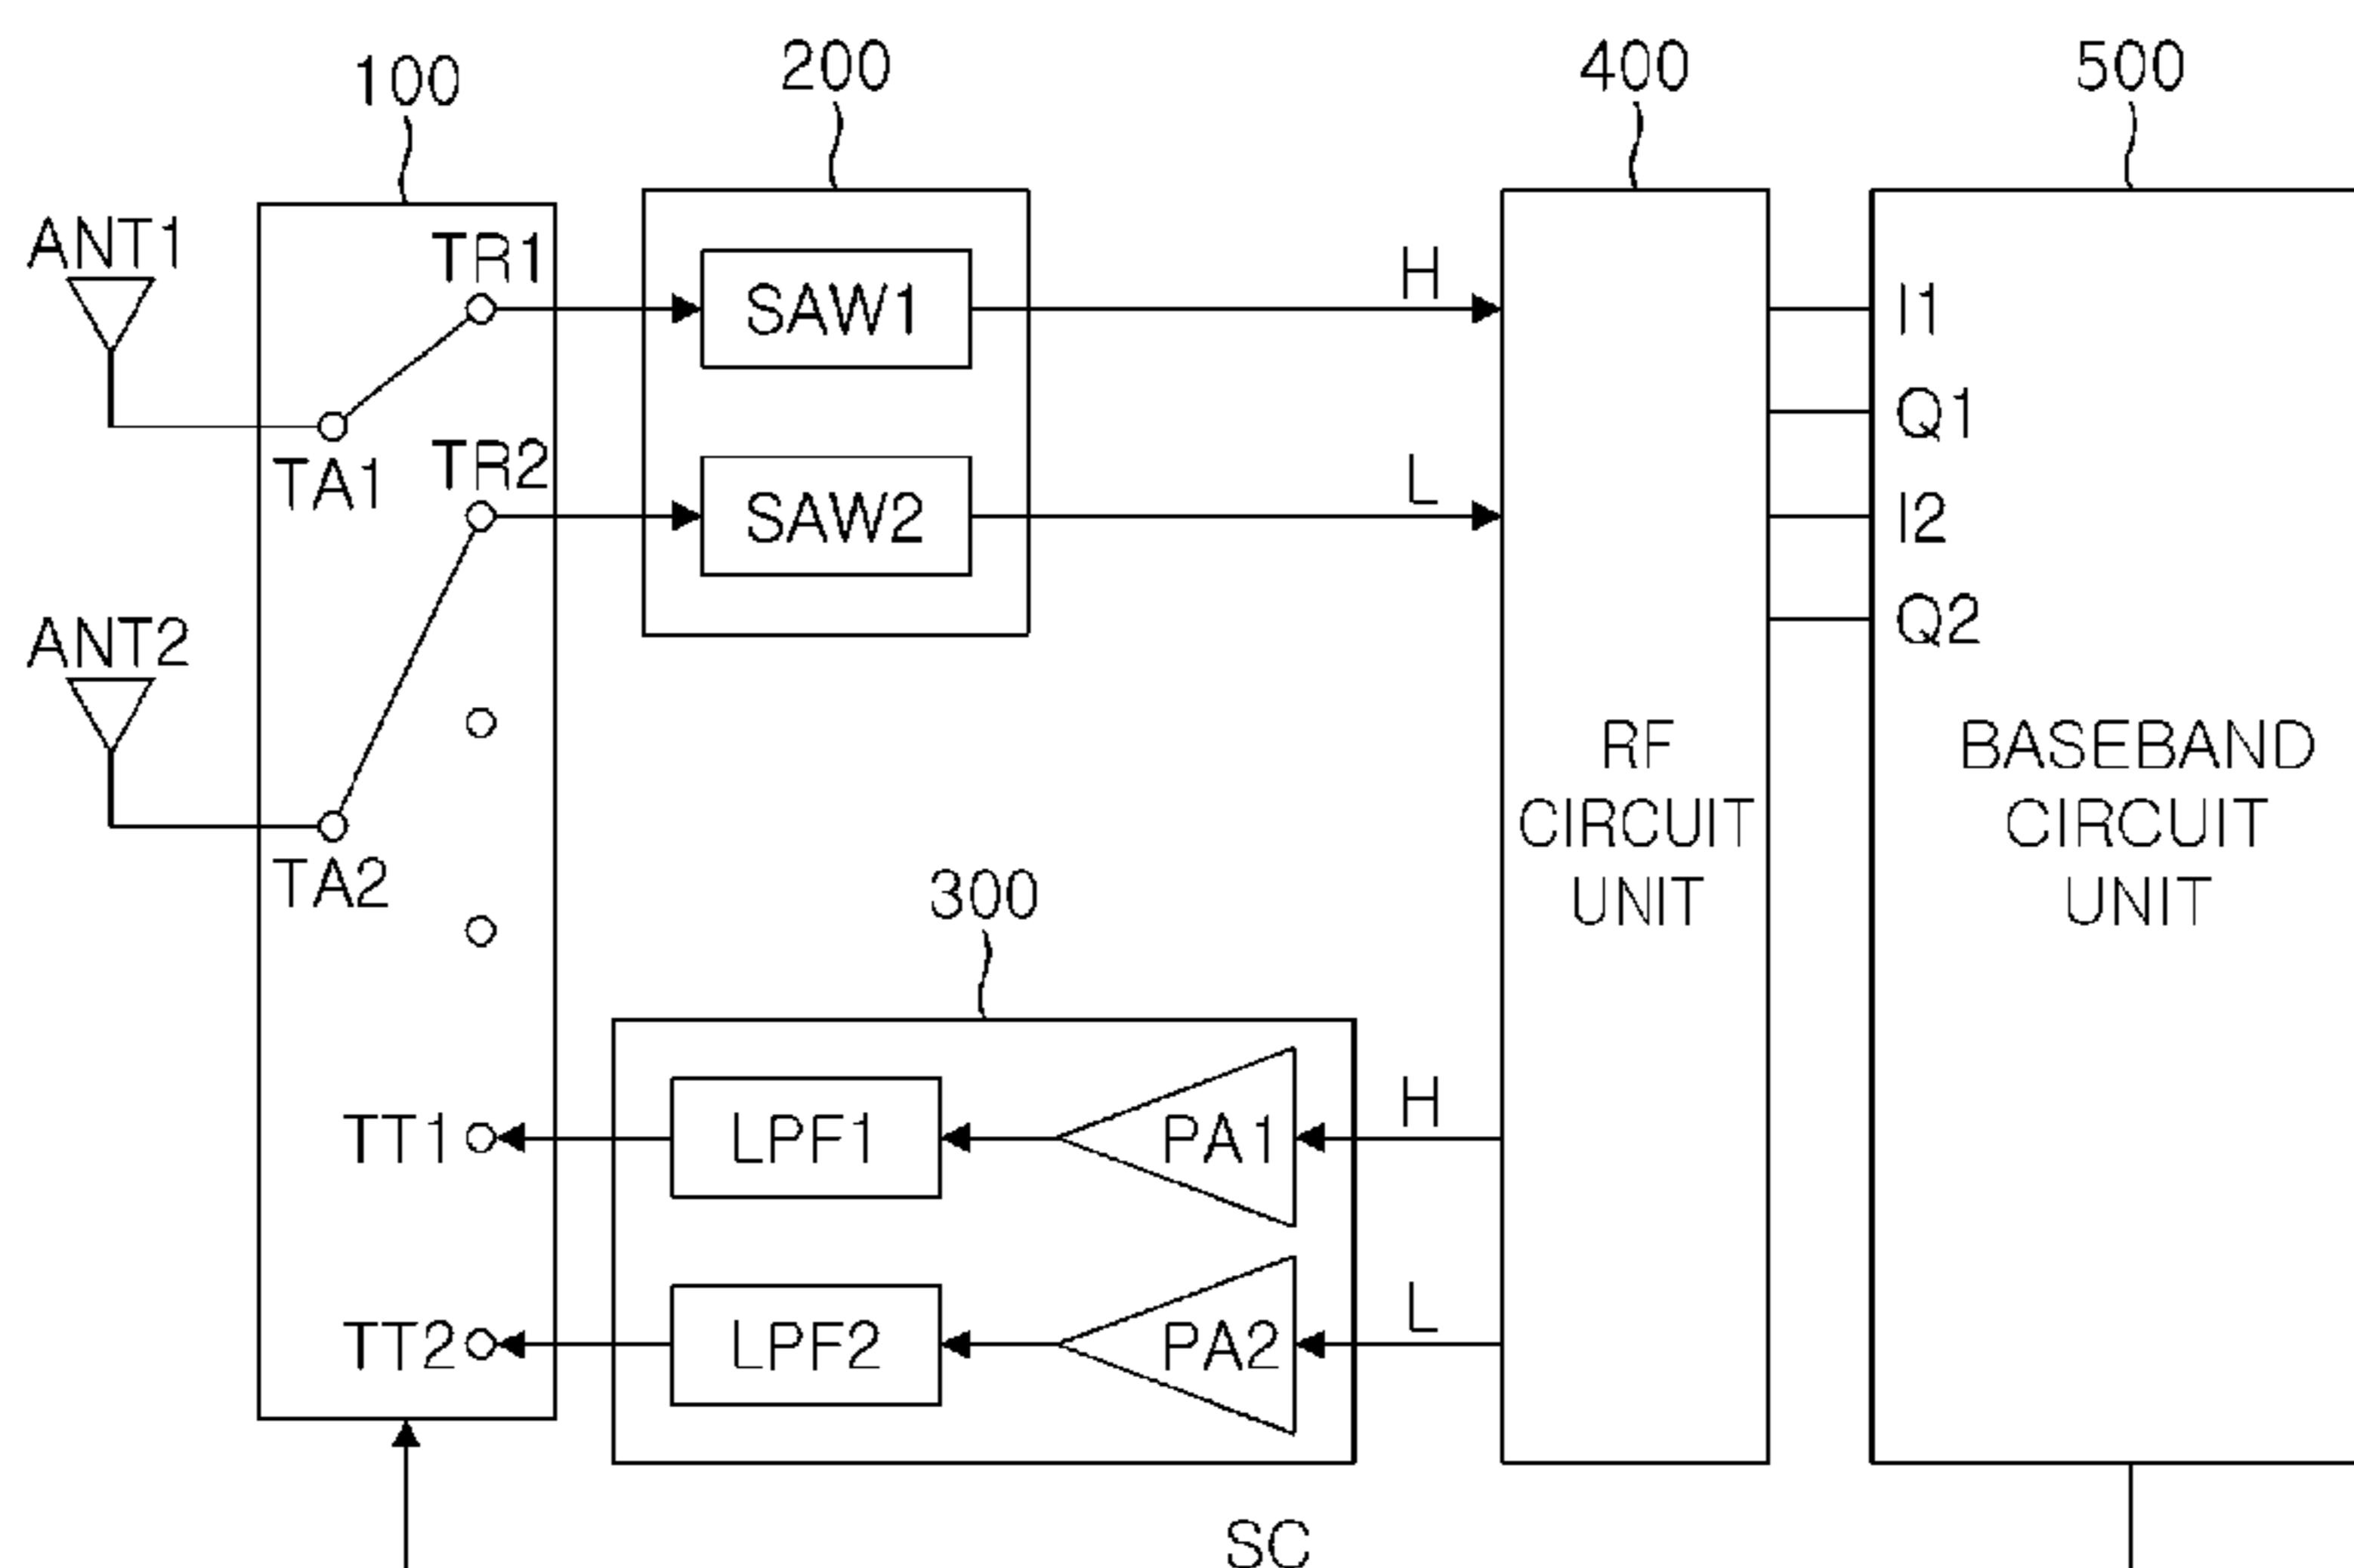 100
200
400
500
ANT1
TR1
SAW1
H
I1
Q1
TA1
TR2
SAW2
L
I2
Q2
ANT2
TA2
RF
CIRCUIT
UNIT
BASEBAND
CIRCUIT
UNIT
300
TT1
LPF1
PA1
H
TT2
LPF2
PA2
L
SC